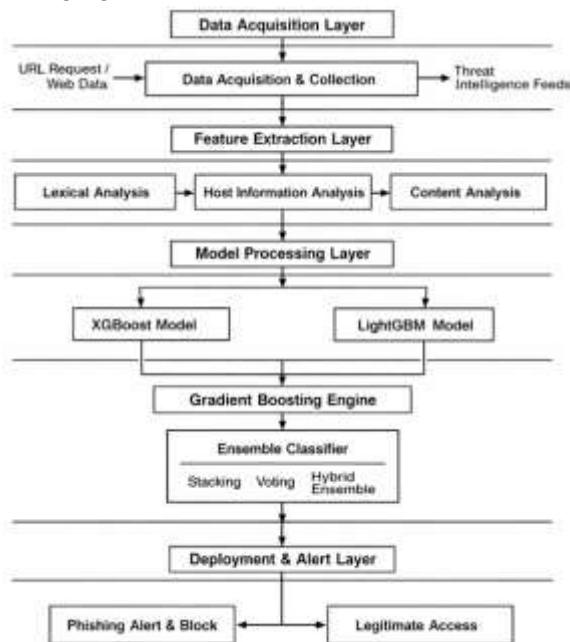 Data Acquisition Layer
URL Request /
Web Data
Data Acquisition & Collection
Threat
Intelligence Feeds
Feature Extraction Layer
Lexical Analysis
Host Information Analysis
Content Analysis
Model Processing Layer
XGBoost Model
LightGBM Model
Gradient Boosting Engine
Ensemble Classifier
Stacking
Voting
Hybrid
Ensemble
Deployment & Alert Layer
Phishing Alert & Block
Legitimate Access